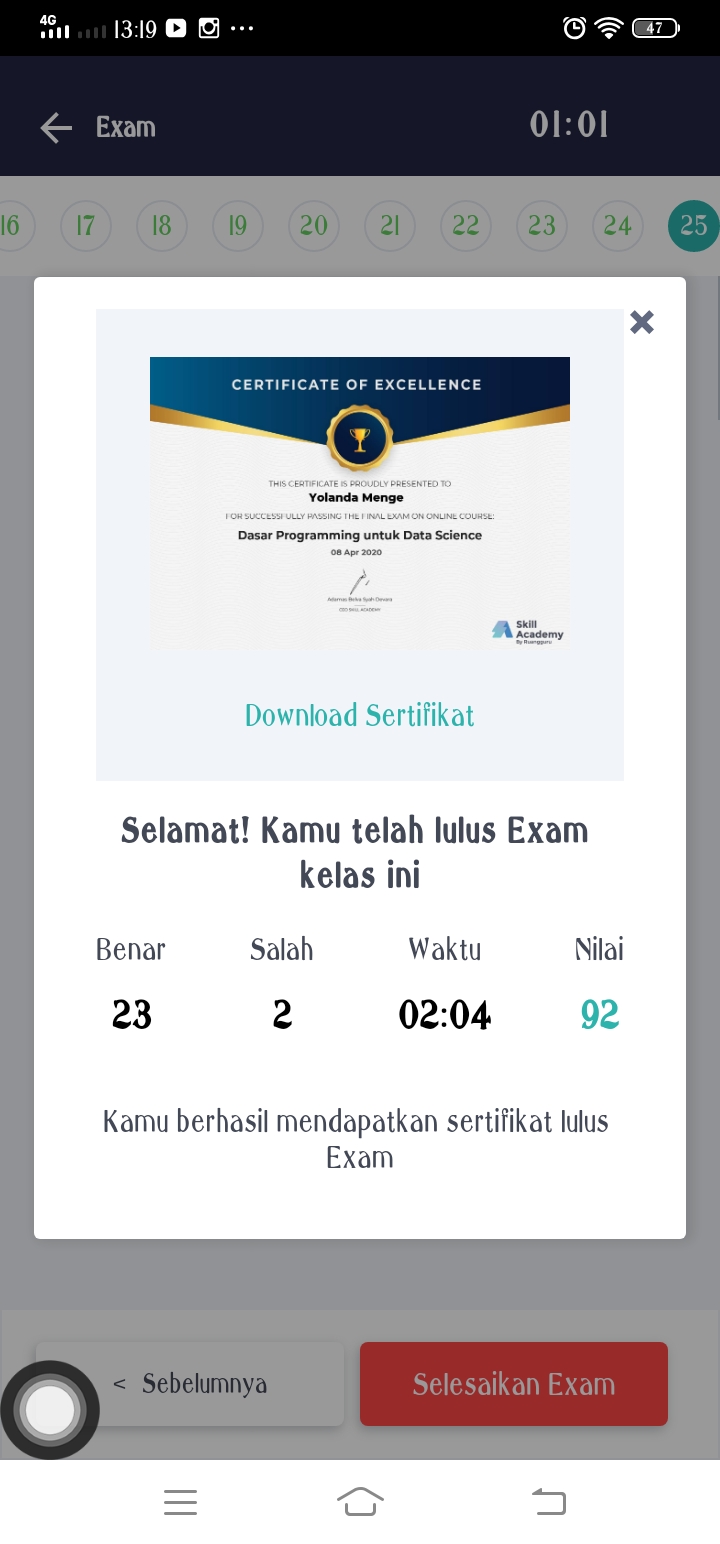 4G 13:19 ... 47
Exam 01:01
16 17 18 19 20 21 22 23 24 25
CERTIFICATE OF EXCELLENCE
THIS CERTIFICATE IS PROUDLY PRESENTED TO
Yolanda Menge
FOR SUCCESSFULLY PASSING THE FINAL EXAM ON ONLINE COURSE:
Dasar Programming untuk Data Science
08 Apr 2020
Adamas Belva Syah Devara
CEO SKILL ACADEMY
Skill
Academy
By Ruangguru
Download Sertifikat
Selamat! Kamu telah lulus Exam
kelas ini
Benar Salah Waktu Nilai
23 2 02:04 92
Kamu berhasil mendapatkan sertifikat lulus
Exam
< Sebelumnya Selesaikan Exam